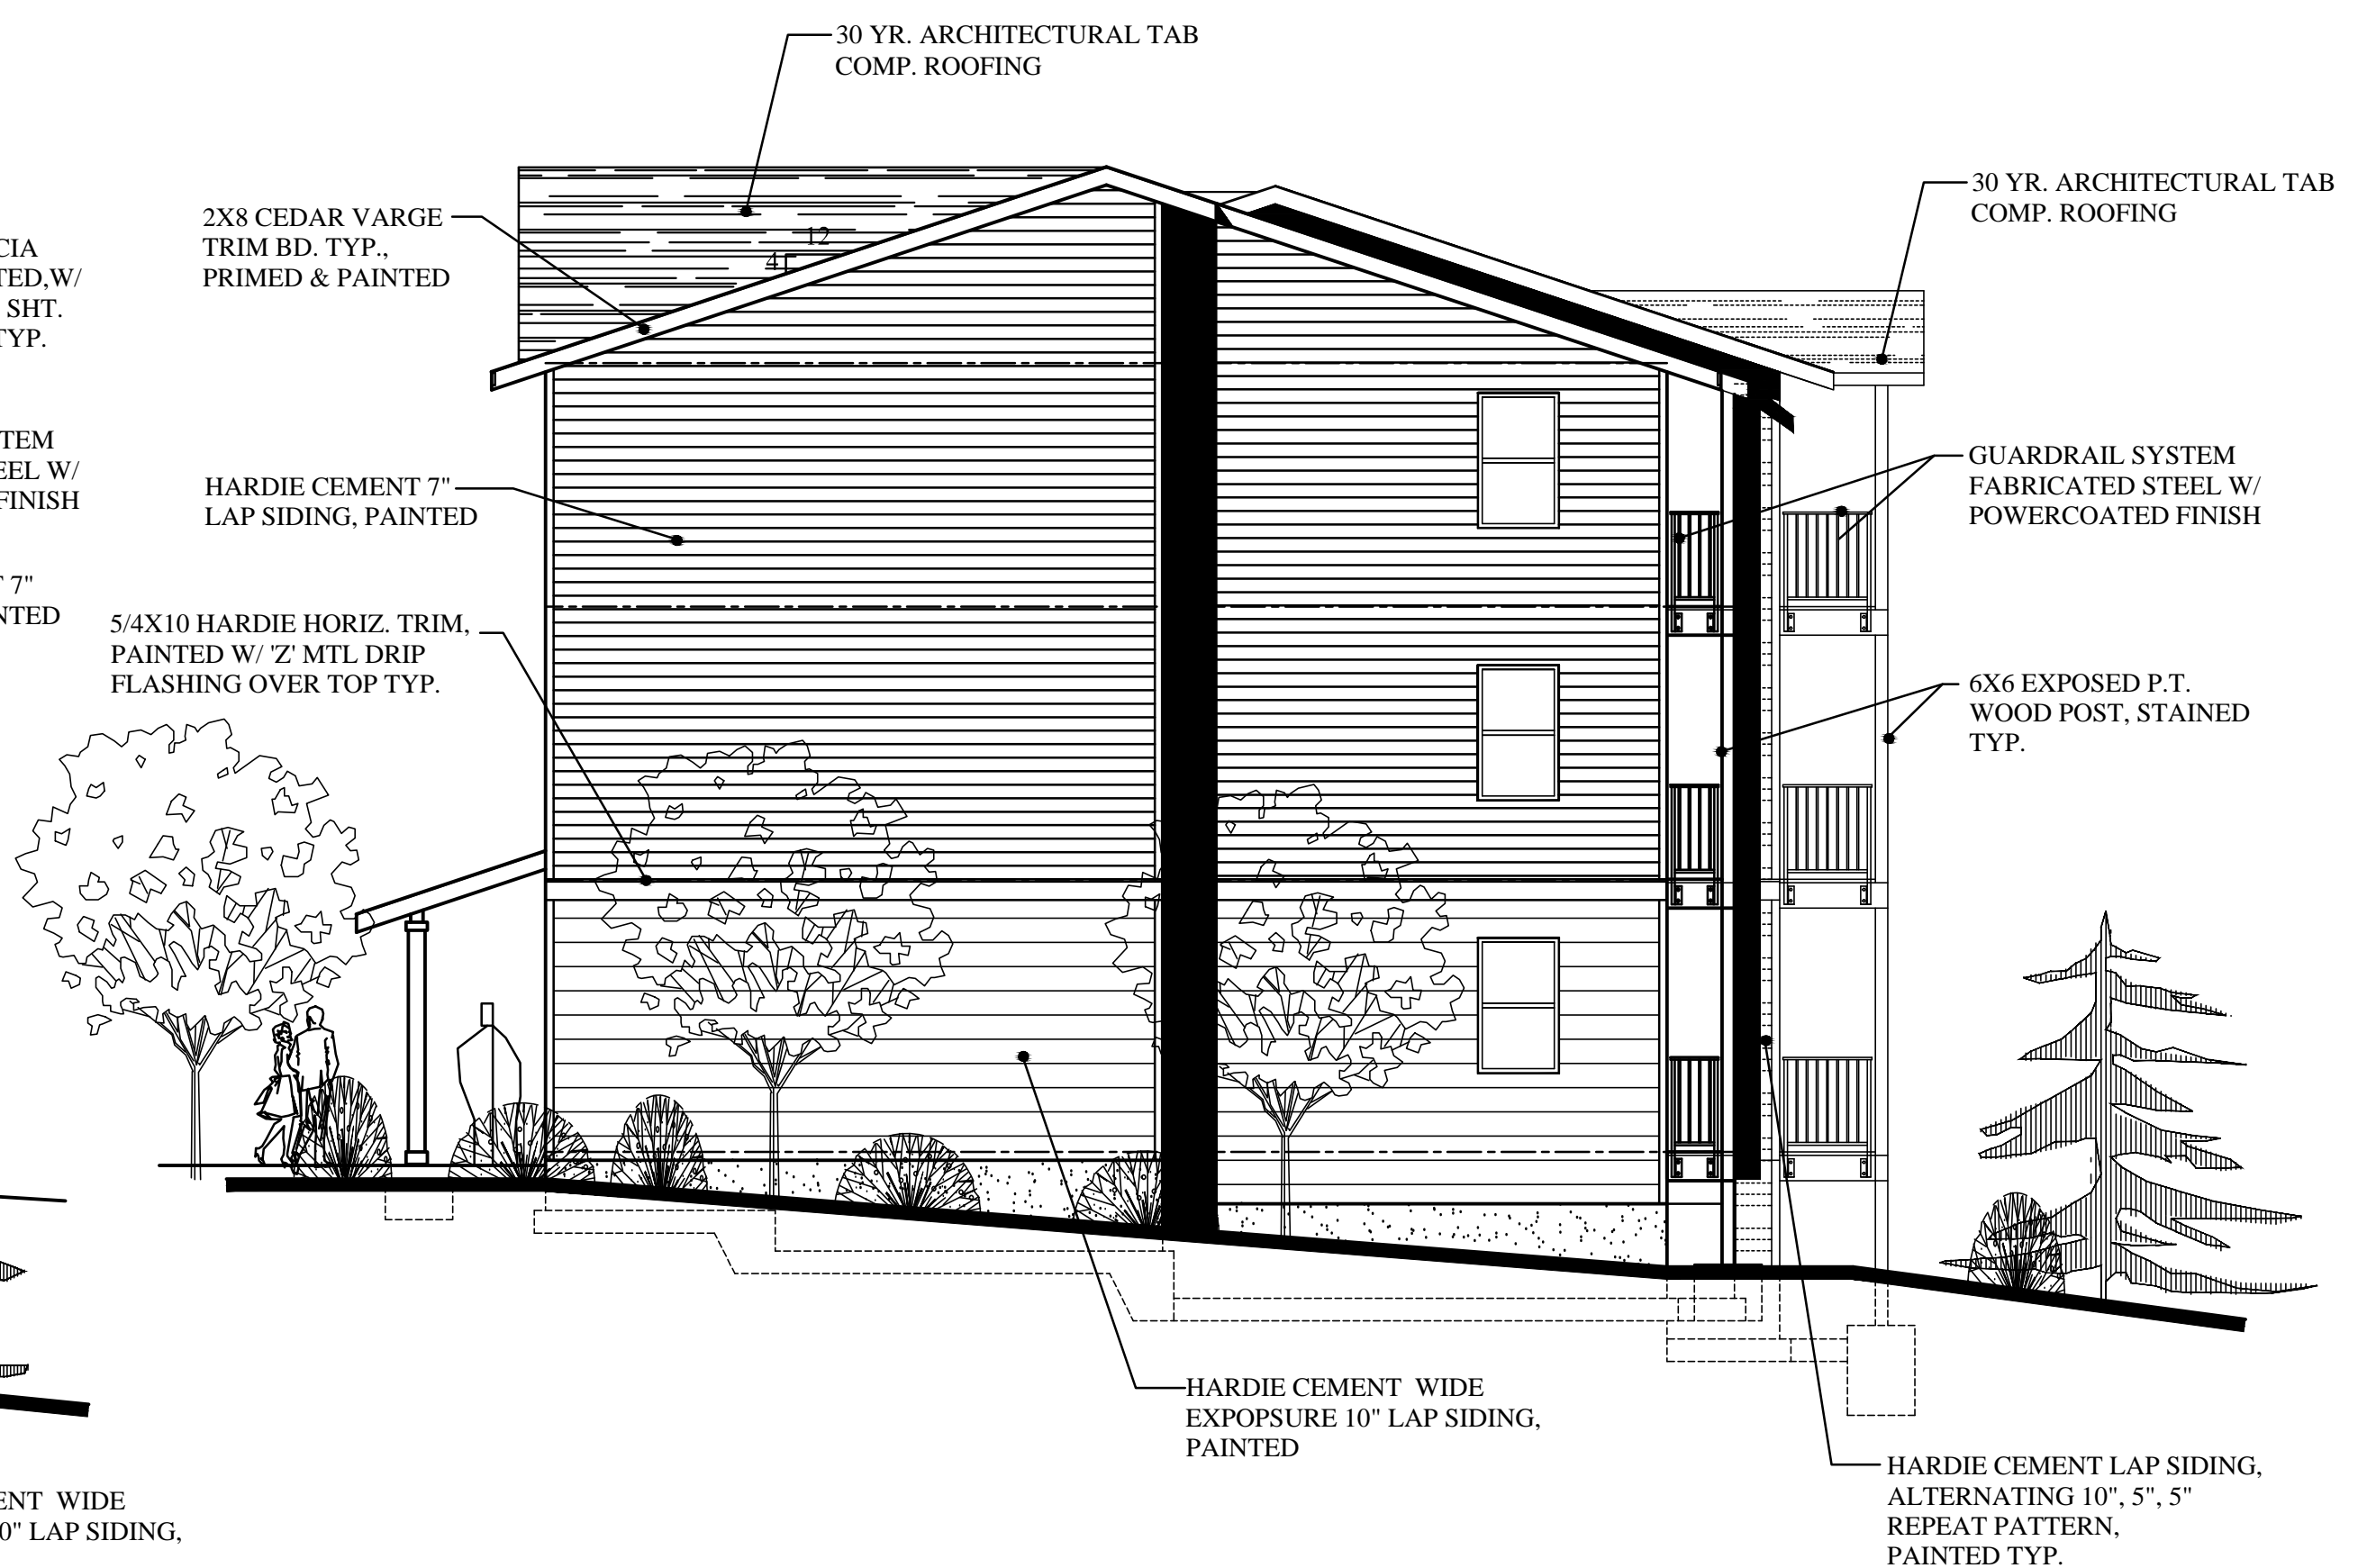 30 YR. ARCHITECTURAL TAB
COMP. ROOFING
30 YR. ARCHITECTURAL TAB
COMP. ROOFING
2X8 CEDAR VARGE
TRIM BD. TYP.,
PRIMED & PAINTED
12
4
CIA
TED,W/
SHT.
TYP.
TEM
EEL W/
FINISH
HARDIE CEMENT 7"
LAP SIDING, PAINTED
GUARDRAIL SYSTEM
FABRICATED STEEL W/
POWERCOATED FINISH
T 7"
NTED
5/4X10 HARDIE HORIZ. TRIM,
PAINTED W/ 'Z' MTL DRIP
FLASHING OVER TOP TYP.
6X6 EXPOSED P.T.
WOOD POST, STAINED
TYP.
HARDIE CEMENT  WIDE
EXPOPSURE 10" LAP SIDING,
PAINTED
ENT  WIDE
0" LAP SIDING,
HARDIE CEMENT LAP SIDING,
ALTERNATING 10", 5", 5"
REPEAT PATTERN,
PAINTED TYP.